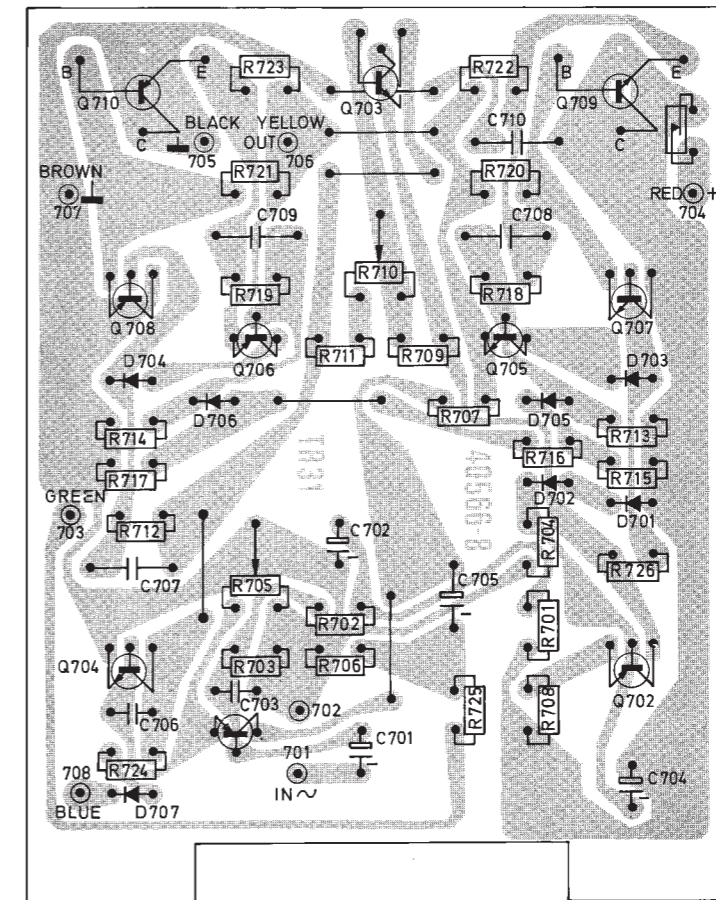 R723
R722
B
E
Q710
Q703
B
E
Q709
C710
C
BLACK
705
YELLOW
OUT
706
C
BROWN
707
R721
R720
RED
+
704
C709
C708
R710
R719
R718
Q708
Q707
Q706
R711
R709
Q705
D704
D703
D706
R707
D705
R714
R713
R716
R717
R715
D702
D701
GREEN
703
R712
C702
R704
C707
R705
C705
R726
R702
R701
Q704
R703
R706
Q702
C703
R725
R708
C706
702
C701
R724
701
C704
708
BLUE
D707
IN ~